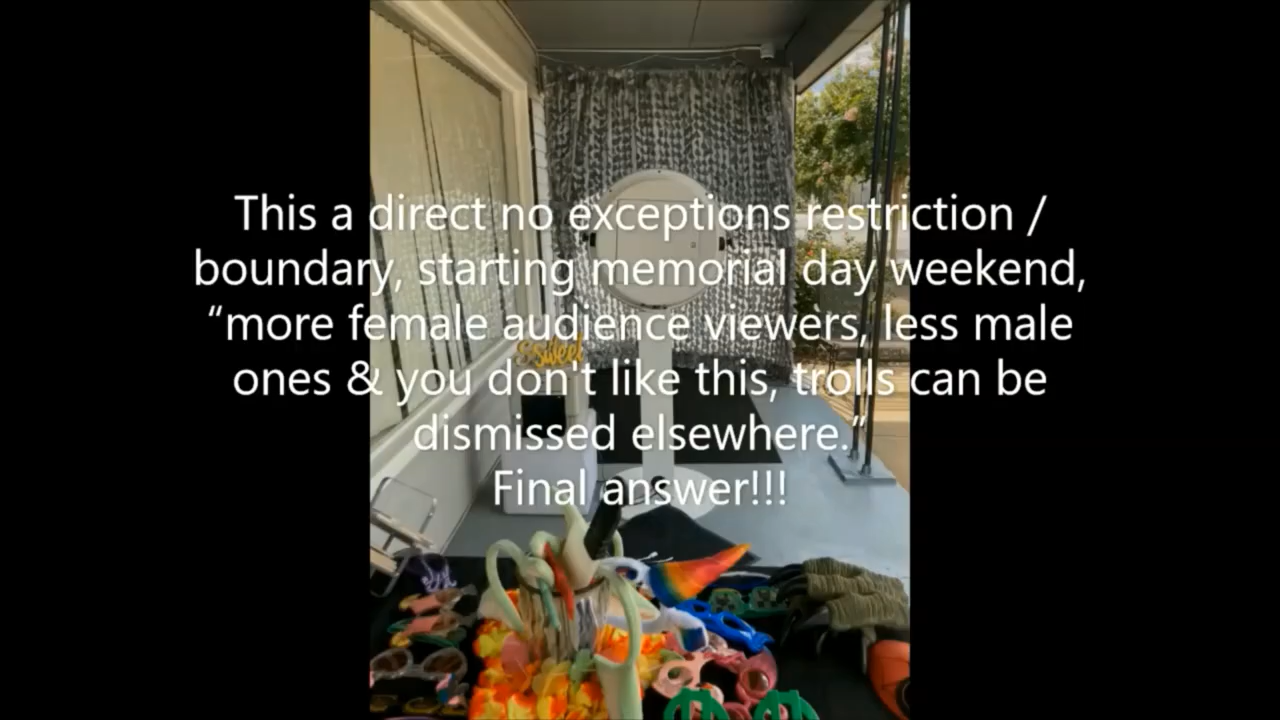 This a direct no exceptions restriction /
boundary, starting memorial day weekend,
“more female audience viewers, less male
ones & you don't like this, trolls can be
dismissed elsewhere.”
Final answer!!!
sweet